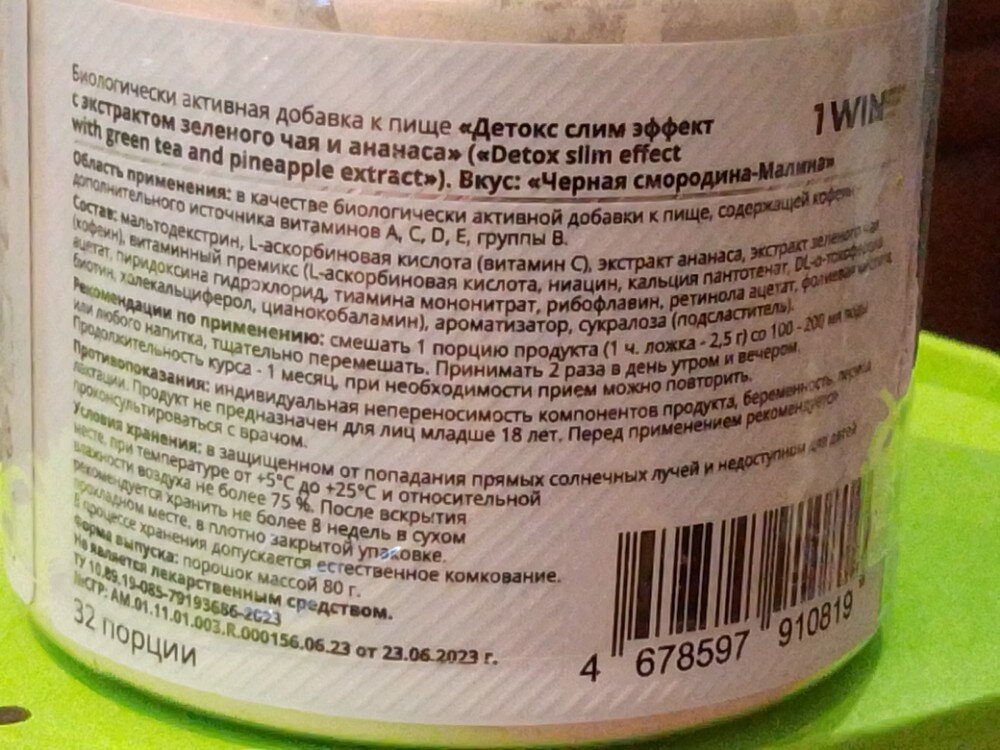 Биологически активная добавка к пище «Детокс слим эффект
с экстрактом зеленого чая и ананаса» («Detox slim effect
with green tea and pineapple extract»). Вкус: «Черная смородина-Малина»
1WIN
Область применения: в качестве биологически активной добавки к пище, содержащей кофеин
дополнительного источника витаминов А, С, D, Е, группы В.
Состав: мальтодекстрин, L-аскорбиновая кислота (витамин С), экстракт ананаса, экстракт зеленого чая
(кофеин), витаминный премикс (L-аскорбиновая кислота, ниацин, кальция пантотенат, DL-α-токоферола
ацетат, пиридоксина гидрохлорид, тиамина мононитрат, рибофлавин, ретинола ацетат, фолиевая кислота,
биотин, холекальциферол, цианокобаламин), ароматизатор, сукралоза (подсластитель).
Рекомендации по применению: смешать 1 порцию продукта (1 ч. ложка - 2,5 г) со 100 - 200 мл воды
или любого напитка, тщательно перемешать. Принимать 2 раза в день утром и вечером.
Продолжительность курса - 1 месяц, при необходимости прием можно повторить.
Противопоказания: индивидуальная непереносимость компонентов продукта, беременность, период
лактации. Продукт не предназначен для лиц младше 18 лет. Перед применением рекомендуется
проконсультироваться с врачом.
Условия хранения: в защищенном от попадания прямых солнечных лучей и недоступном для детей
месте, при температуре от +5°С до +25°С и относительной
влажности воздуха не более 75 %. После вскрытия
рекомендуется хранить не более 8 недель в сухом
прохладном месте, в плотно закрытой упаковке.
В процессе хранения допускается естественное комкование.
Форма выпуска: порошок массой 80 г.
Не является лекарственным средством.
ТУ 10.89.19-085-79193686-2023
№СГР: AM.01.11.01.003.R.000156.06.23 от 23.06.2023 г.
32 порции
4 678597 910819